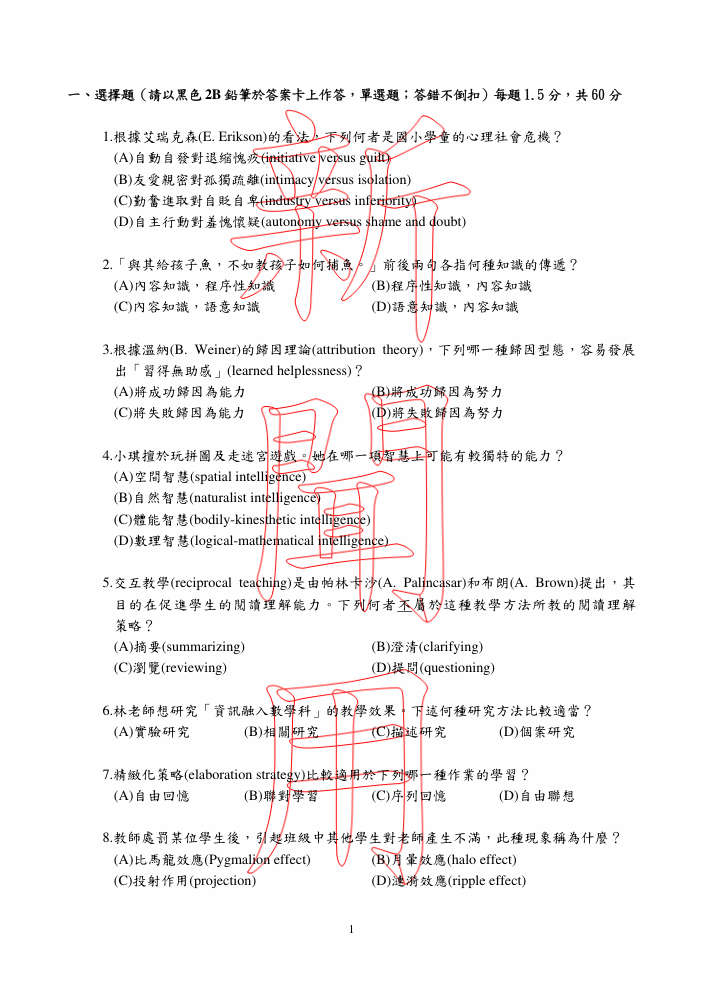 一、選擇題（請以黑色 2B 鉛筆於答案卡上作答，單選題；答錯不倒扣）每題 1.5 分，共 60 分
1.根據艾瑞克森(E. Erikson)的看法，下列何者是國小學童的心理社會危機？
(A)自動自發對退縮愧疚(initiative versus guilt)
(B)友愛親密對孤獨疏離(intimacy versus isolation)
(C)勤奮進取對自貶自卑(industry versus inferiority)
(D)自主行動對羞愧懷疑(autonomy versus shame and doubt)
2.「與其給孩子魚，不如教孩子如何捕魚。」前後兩句各指何種知識的傳遞？
(A)內容知識，程序性知識 (B)程序性知識，內容知識
(C)內容知識，語意知識 (D)語意知識，內容知識
3.根據溫納(B. Weiner)的歸因理論(attribution theory)，下列哪一種歸因型態，容易發展
出「習得無助感」(learned helplessness)？
(A)將成功歸因為能力 (B)將成功歸因為努力
(C)將失敗歸因為能力 (D)將失敗歸因為努力
4.小琪擅於玩拼圖及走迷宮遊戲。她在哪一項智慧上可能有較獨特的能力？
(A)空間智慧(spatial intelligence)
(B)自然智慧(naturalist intelligence)
(C)體能智慧(bodily-kinesthetic intelligence)
(D)數理智慧(logical-mathematical intelligence)
5.交互教學(reciprocal teaching)是由帕林卡沙(A. Palincasar)和布朗(A. Brown)提出，其
目的在促進學生的閱讀理解能力。下列何者不屬於這種教學方法所教的閱讀理解
策略？
(A)摘要(summarizing) (B)澄清(clarifying)
(C)瀏覽(reviewing) (D)提問(questioning)
6.林老師想研究「資訊融入數學科」的教學效果。下述何種研究方法比較適當？
(A)實驗研究 (B)相關研究 (C)描述研究 (D)個案研究
7.精緻化策略(elaboration strategy)比較適用於下列哪一種作業的學習？
(A)自由回憶 (B)聯對學習 (C)序列回憶 (D)自由聯想
8.教師處罰某位學生後，引起班級中其他學生對老師產生不滿，此種現象稱為什麼？
(A)比馬龍效應(Pygmalion effect) (B)月暈效應(halo effect)
(C)投射作用(projection) (D)漣漪效應(ripple effect)
1
新聞用